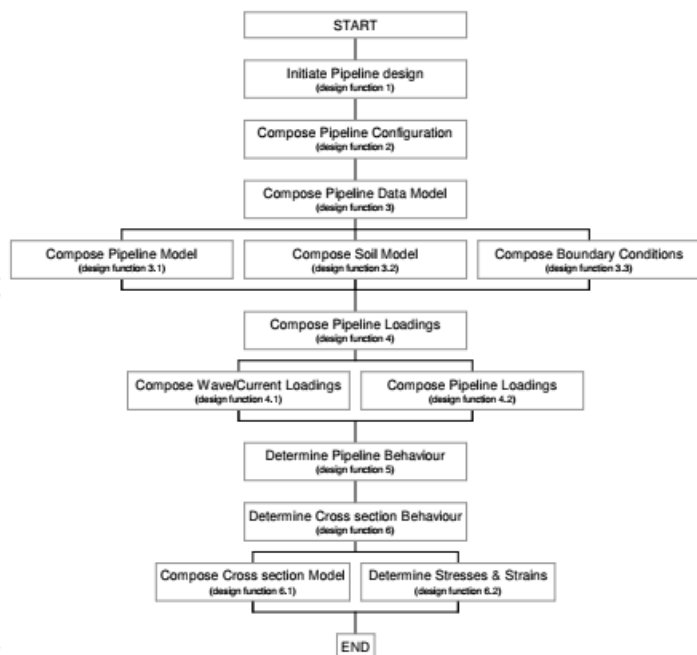 START
Initiate Pipeline design
(design function 1)
Compose Pipeline Configuration
(design function 2)
Compose Pipeline Data Model
(design function 3)
Compose Pipeline Model
(design function 3.1)
Compose Soil Model
(design function 3.2)
Compose Boundary Conditions
(design function 3.3)
Compose Pipeline Loadings
(design function 4)
Compose Wave/Current Loadings
(design function 4.1)
Compose Pipeline Loadings
(design function 4.2)
Determine Pipeline Behaviour
(design function 5)
Determine Cross section Behaviour
(design function 6)
Compose Cross section Model
(design function 6.1)
Determine Stresses & Strains
(design function 6.2)
END